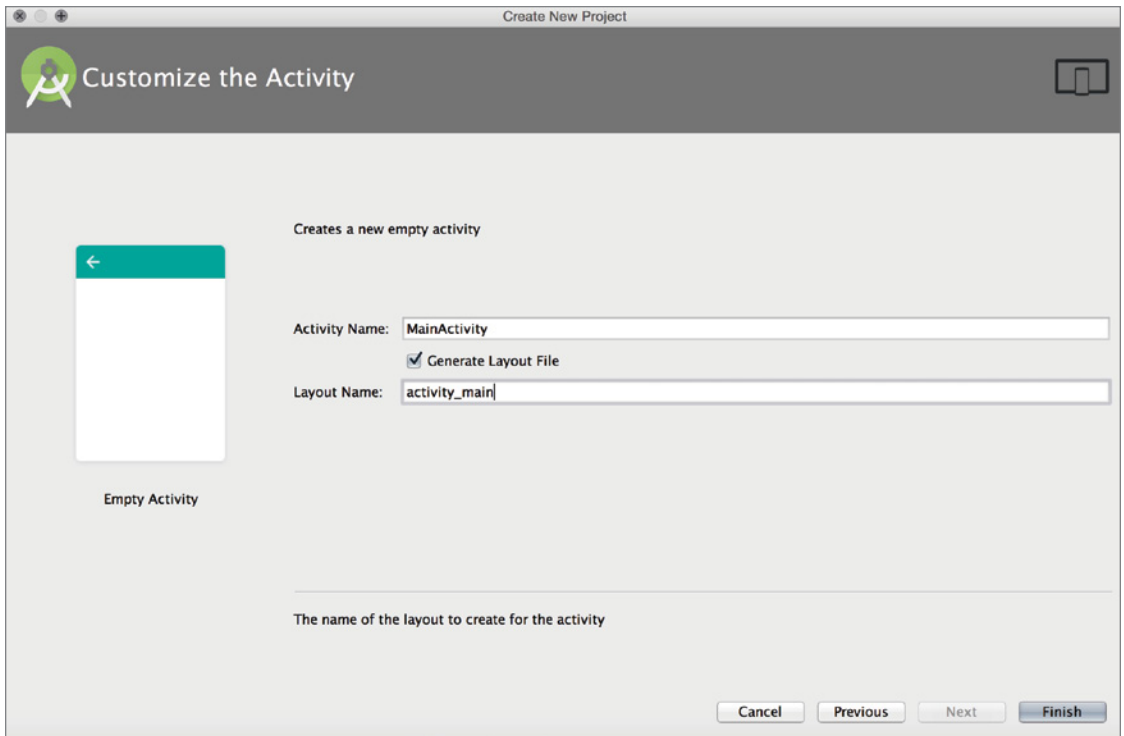 Create New Project
Customize the Activity
Creates a new empty activity
Activity Name: MainActivity
Generate Layout File
Layout Name: activity_main
Empty Activity
The name of the layout to create for the activity
Cancel Previous Next Finish